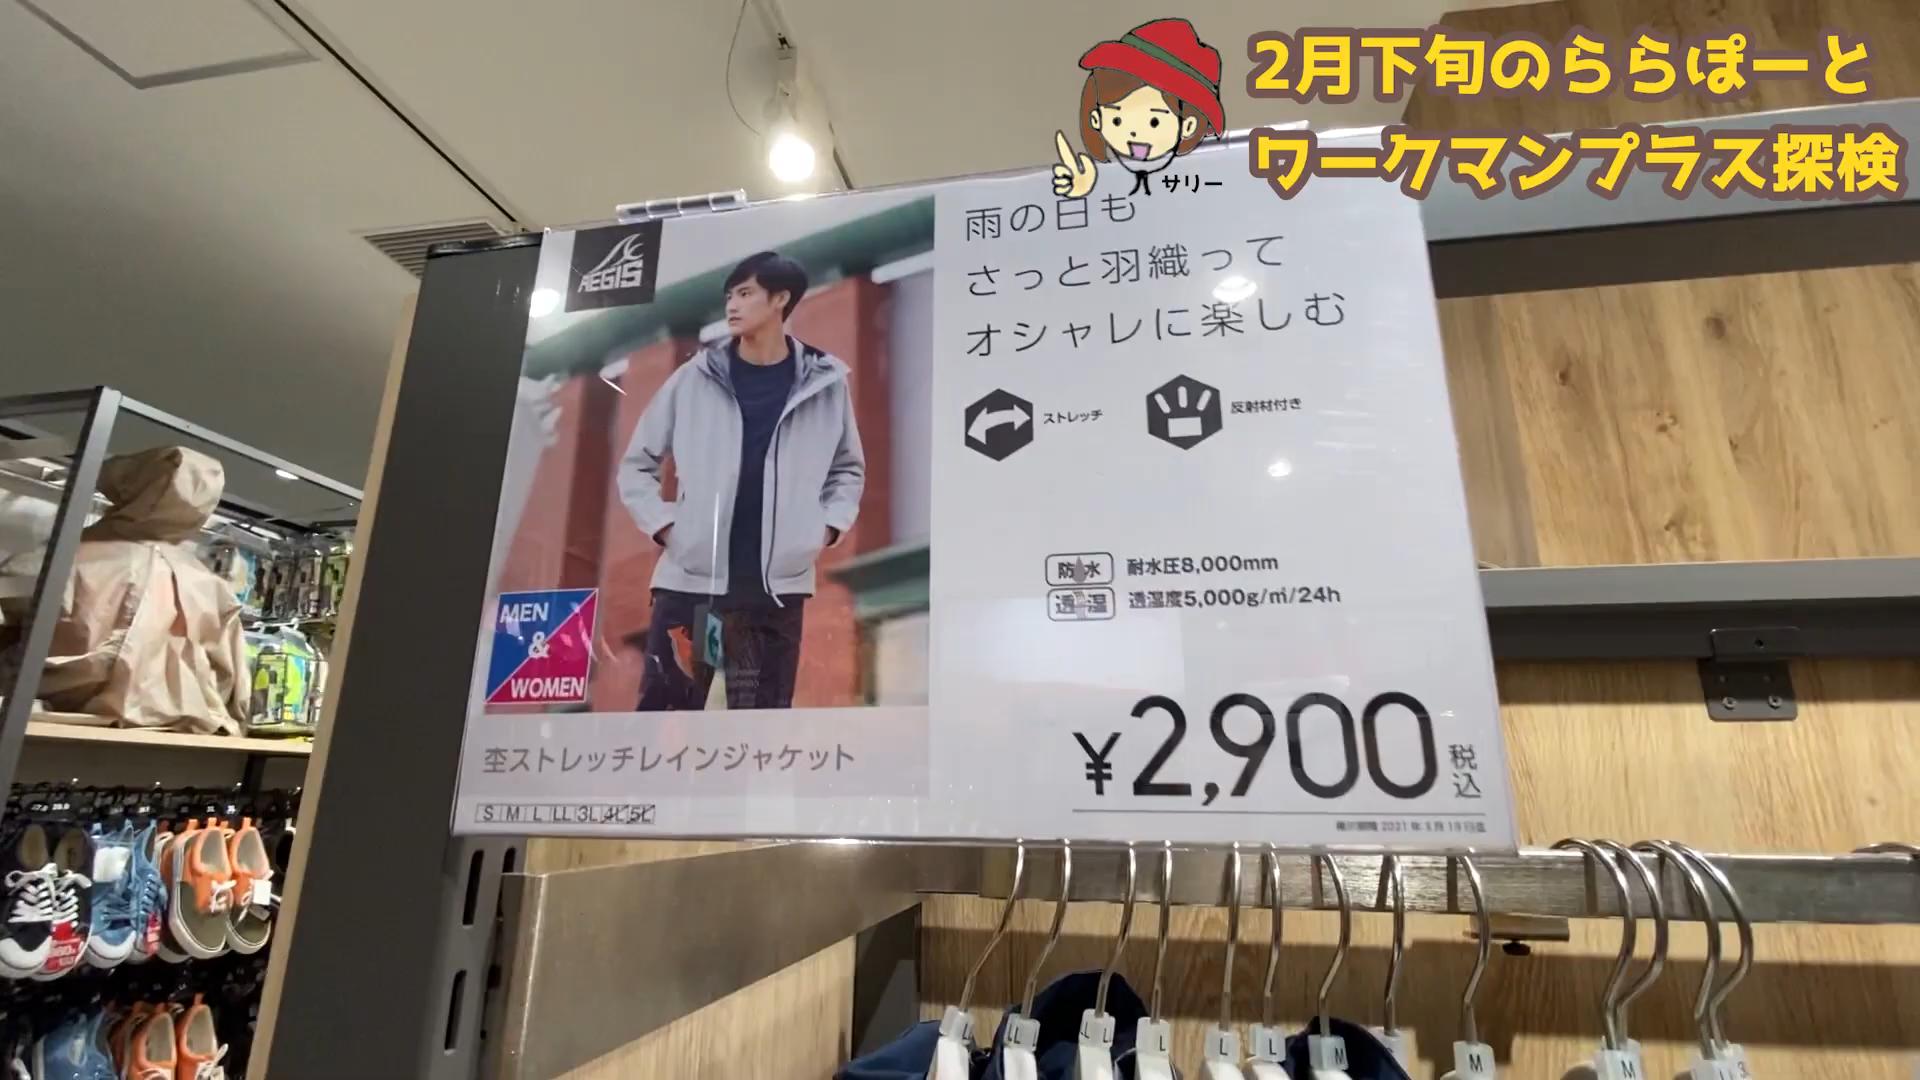 2月下旬のららぽーと
ワークマンプラス探検
サリー
AEGIS
雨の日も
さっと羽織って
オシャレに楽しむ
ストレッチ
反射材付き
防水 耐水圧8,000mm
透湿 透湿度5,000g/㎡/24h
MEN
&
WOMEN
¥2,900 税込
杢ストレッチレインジャケット
S M L LL 3L 4L 5L
LL
LL
L
L
L
M
M
M
L